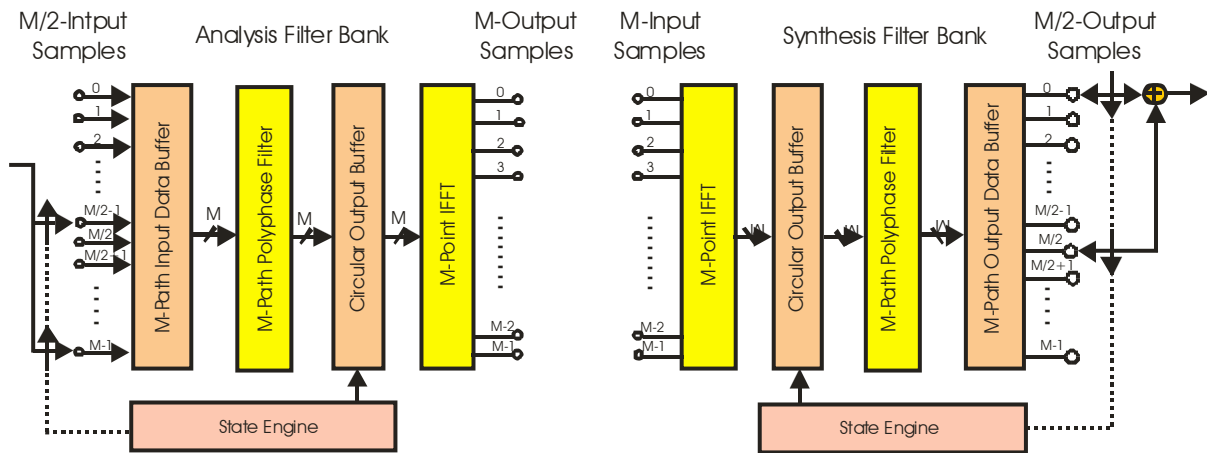 M/2-Intput
Samples
Analysis Filter Bank
M-Output
Samples
0
1
2
M/2-1
M/2
M/2+1
M-1
M-Path Input Data Buffer
M
M-Path Polyphase Filter
M
Circular Output Buffer
M
M-Point IFFT
0
1
2
3
M-2
M-1
State Engine
M-Input
Samples
Synthesis Filter Bank
M/2-Output
Samples
0
1
2
3
M-2
M-1
M-Point IFFT
M
Circular Output Buffer
M
M-Path Polyphase Filter
M
M-Path Output Data Buffer
0
1
2
M/2-1
M/2
M/2+1
M-1
State Engine